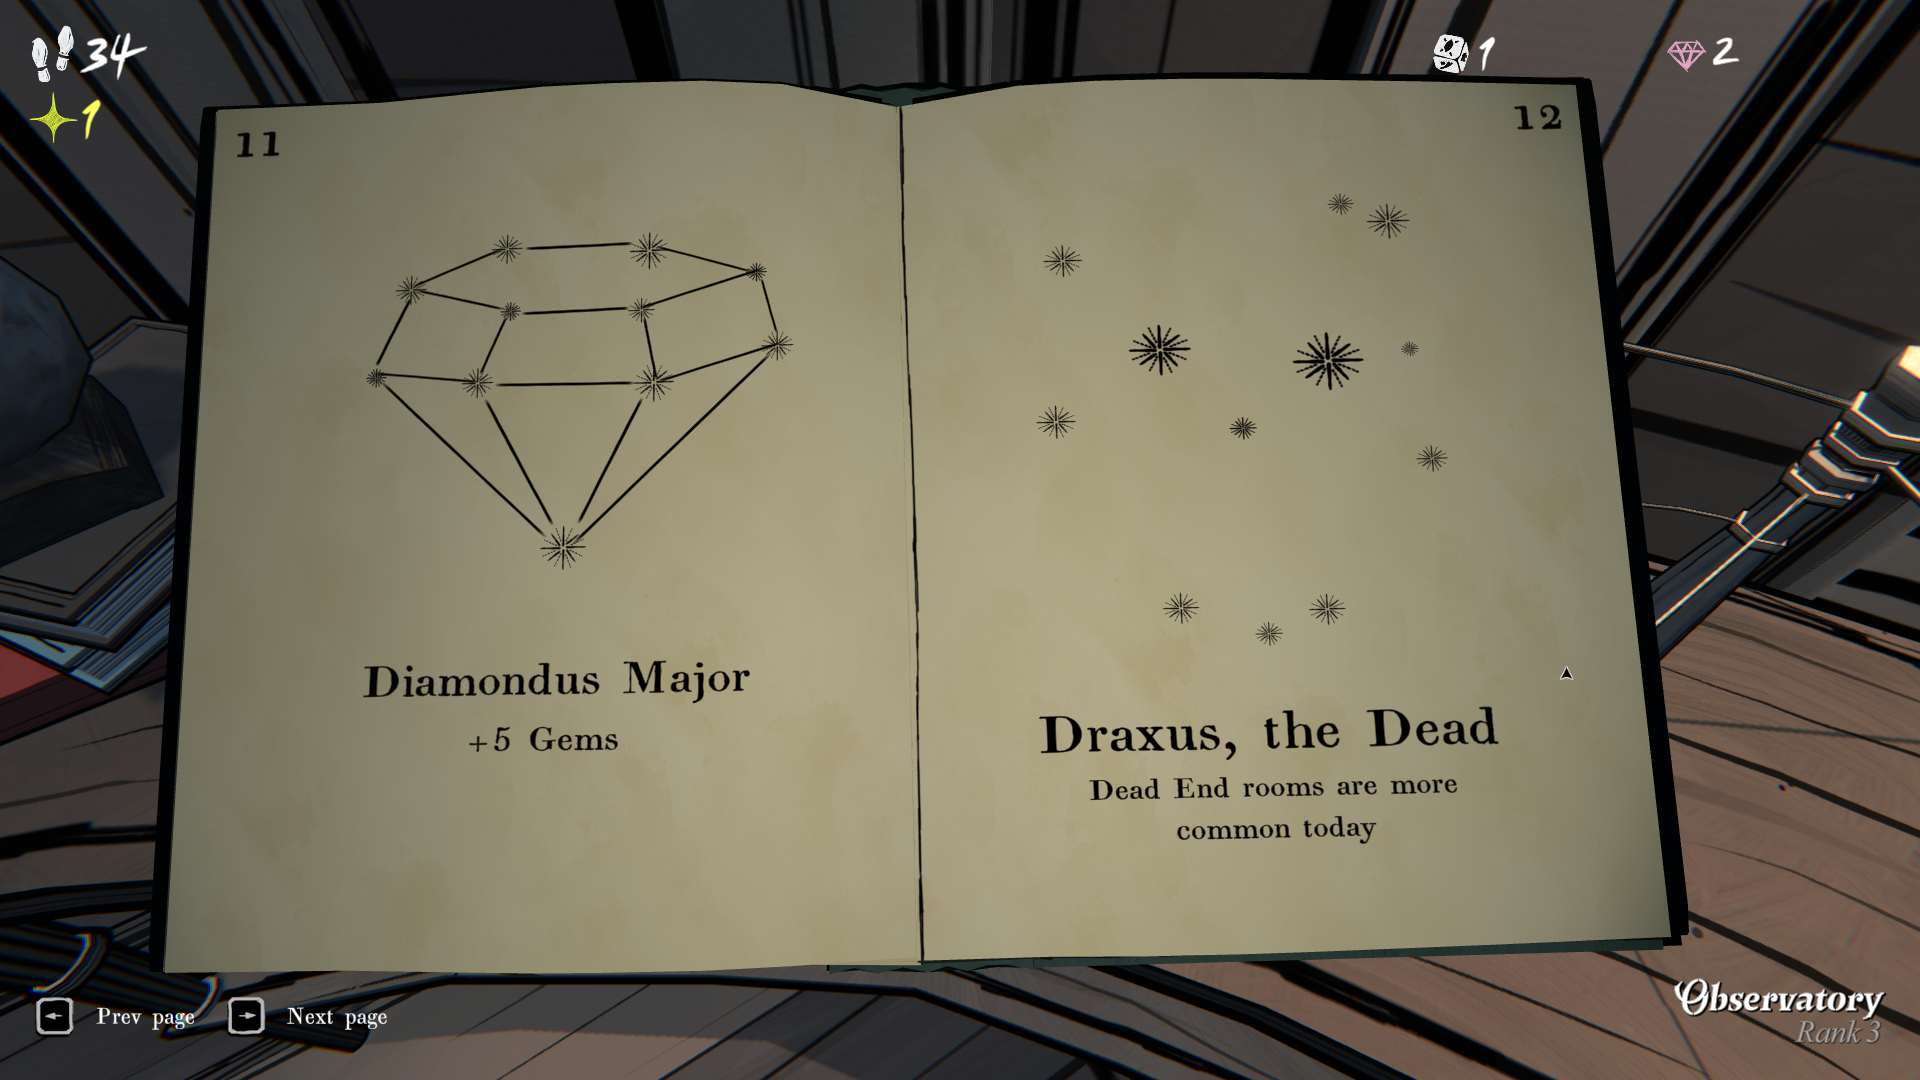 34
1
1
2
11
12
Diamondus Major
+5 Gems
Draxus, the Dead
Dead End rooms are more
common today
Prev page
Next page
Observatory
Rank 3